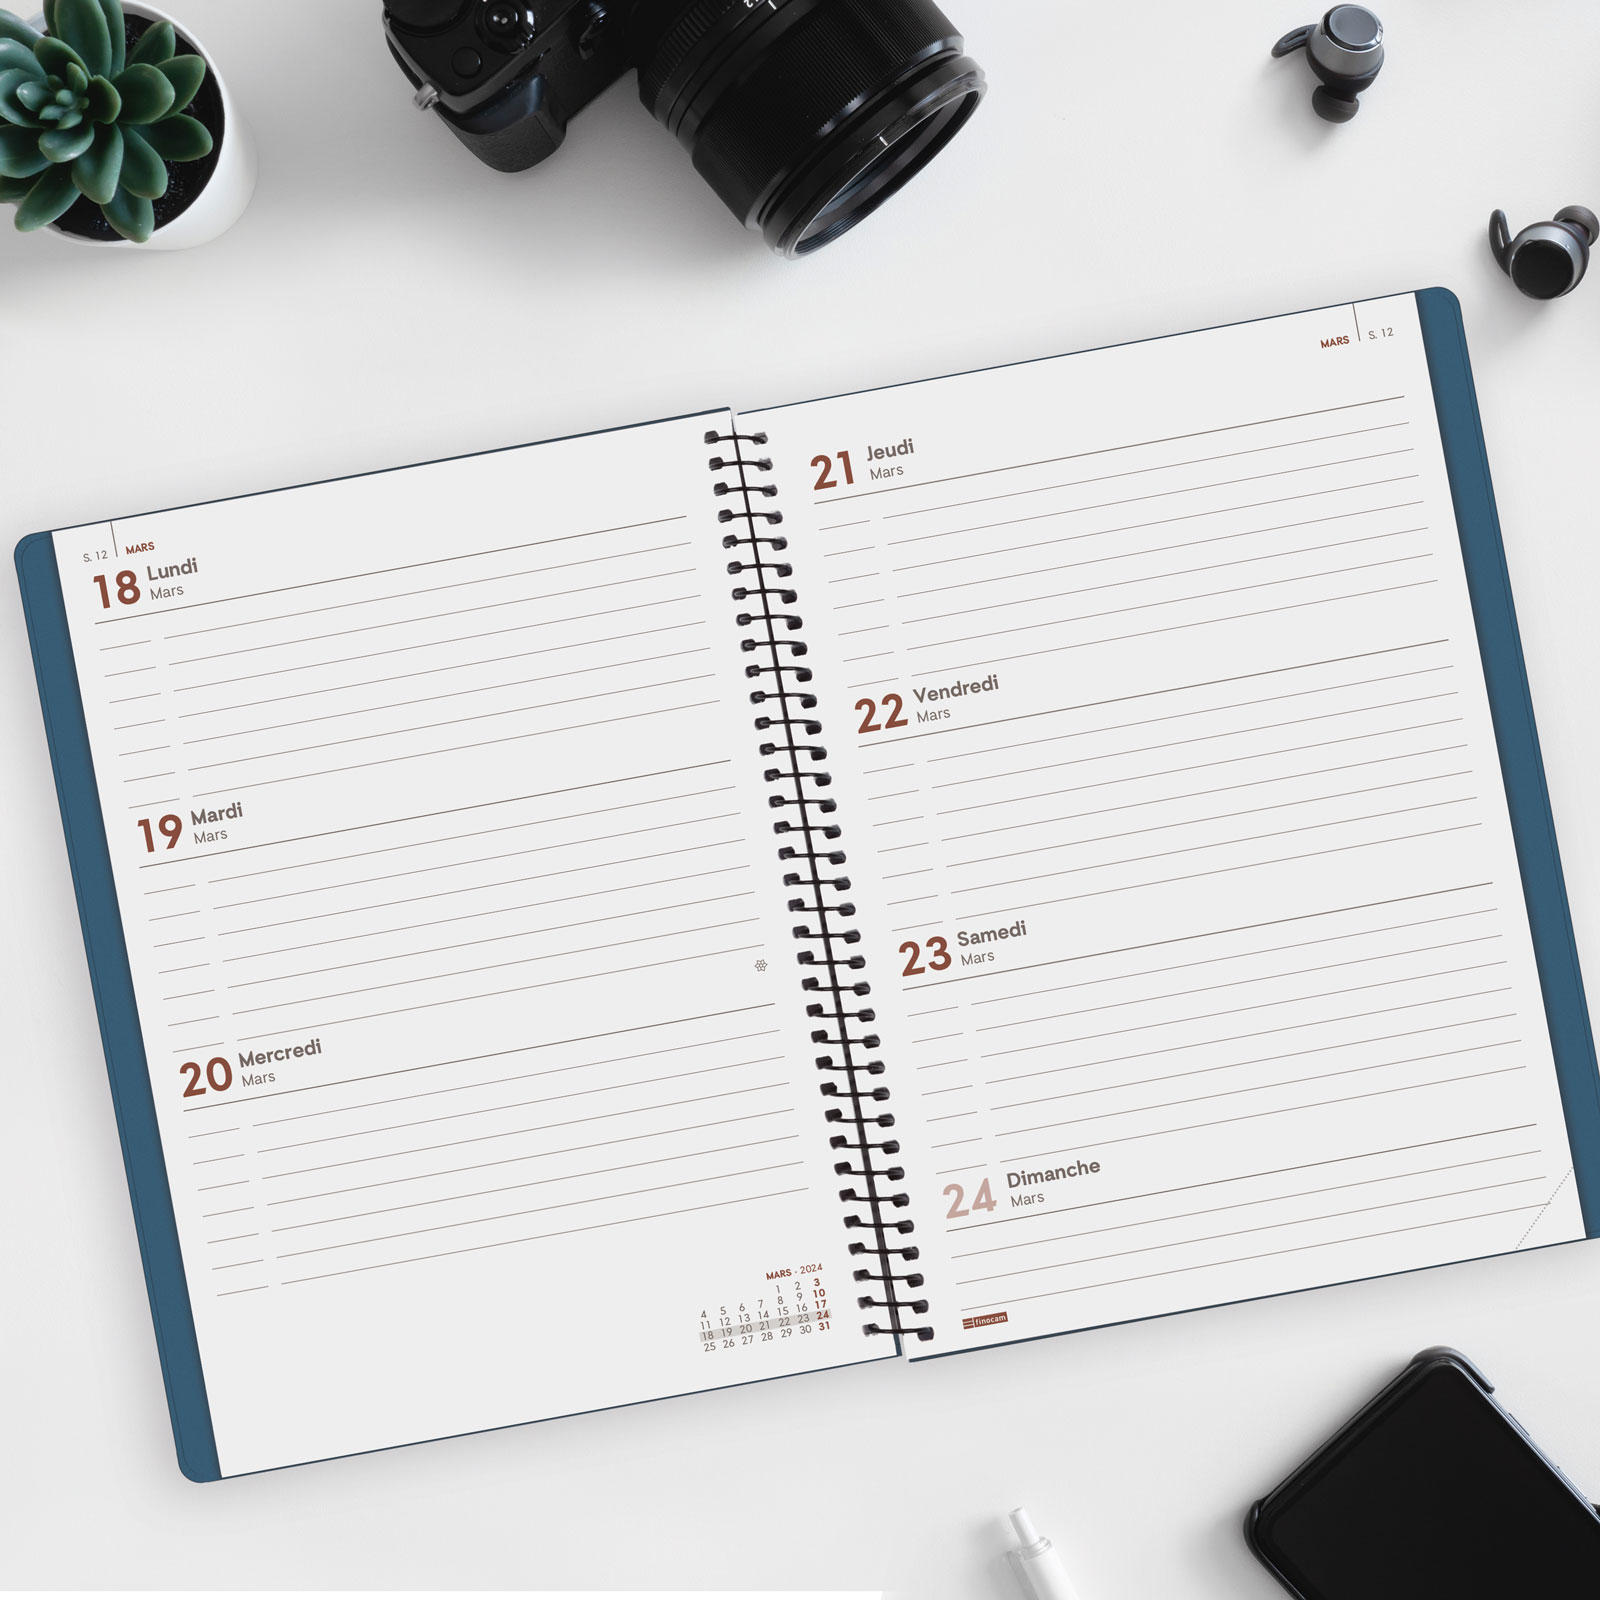 S. 12 MARS
18 Lundi
Mars
19 Mardi
Mars
20 Mercredi
Mars
MARS - 2024
1 2 3
4 5 6 7 8 9 10
11 12 13 14 15 16 17
18 19 20 21 22 23 24
25 26 27 28 29 30 31
MARS S. 12
21 Jeudi
Mars
22 Vendredi
Mars
23 Samedi
Mars
24 Dimanche
Mars
finocam